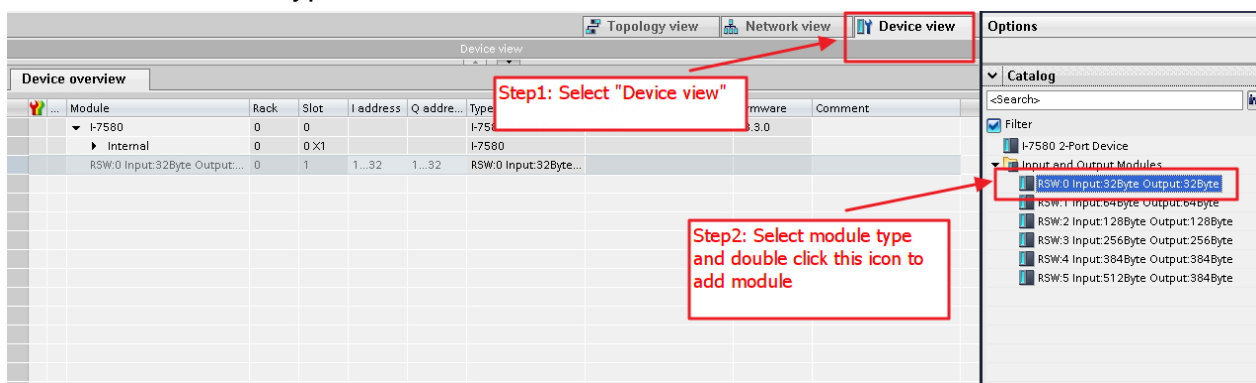 Topology view Network view Device view Options
Device view
Device overview
Catalog
Step1: Select "Device view"
<Search>
... Module Rack Slot I address Q addre... Type Comment
Filter
I-7580 0 0 3.3.0
I-7580 2-Port Device
Internal 0 0 X1 I-7580
Input and Output Modules
RSW:0 Input:32Byte Output:... 0 1 1...32 1...32 RSW:0 Input:32Byte...
RSW:0 Input:32Byte Output:32Byte
RSW:1 Input:64Byte Output:64Byte
RSW:2 Input:128Byte Output:128Byte
RSW:3 Input:256Byte Output:256Byte
RSW:4 Input:384Byte Output:384Byte
RSW:5 Input:512Byte Output:384Byte
Step2: Select module type
and double click this icon to
add module